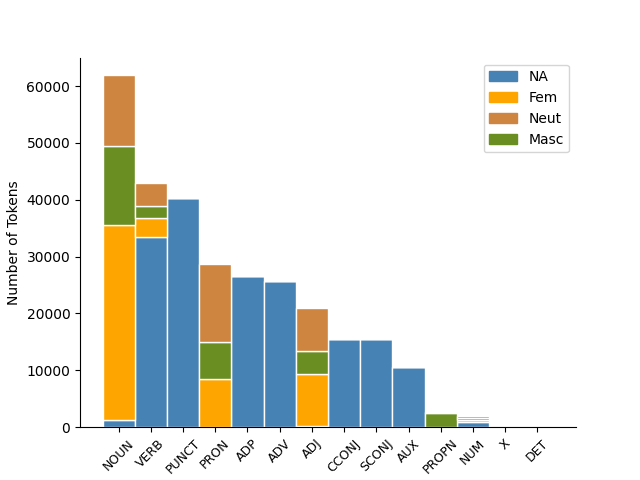 NA
Fem
Neut
Masc
Number of Tokens
60000
50000
40000
30000
20000
10000
0
NOUN
VERB
PUNCT
PRON
ADP
ADV
ADJ
CCONJ
SCONJ
AUX
PROPN
NUM
X
DET